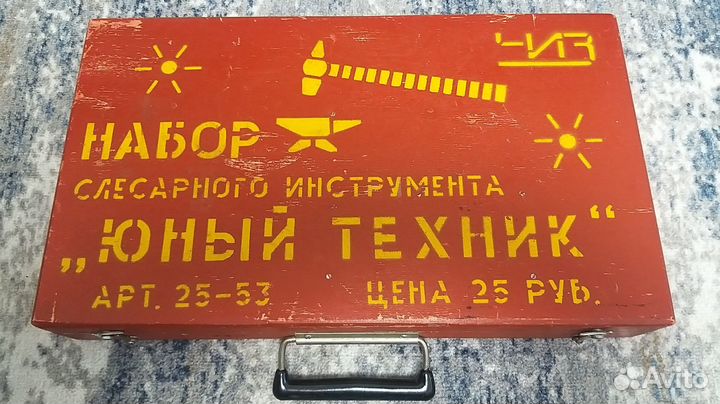 ЧИЗ
НАБОР
СЛЕСАРНОГО ИНСТРУМЕНТА
„ЮНЫЙ ТЕХНИК“
АРТ. 25-53 ЦЕНА 25 РУБ.
Avito